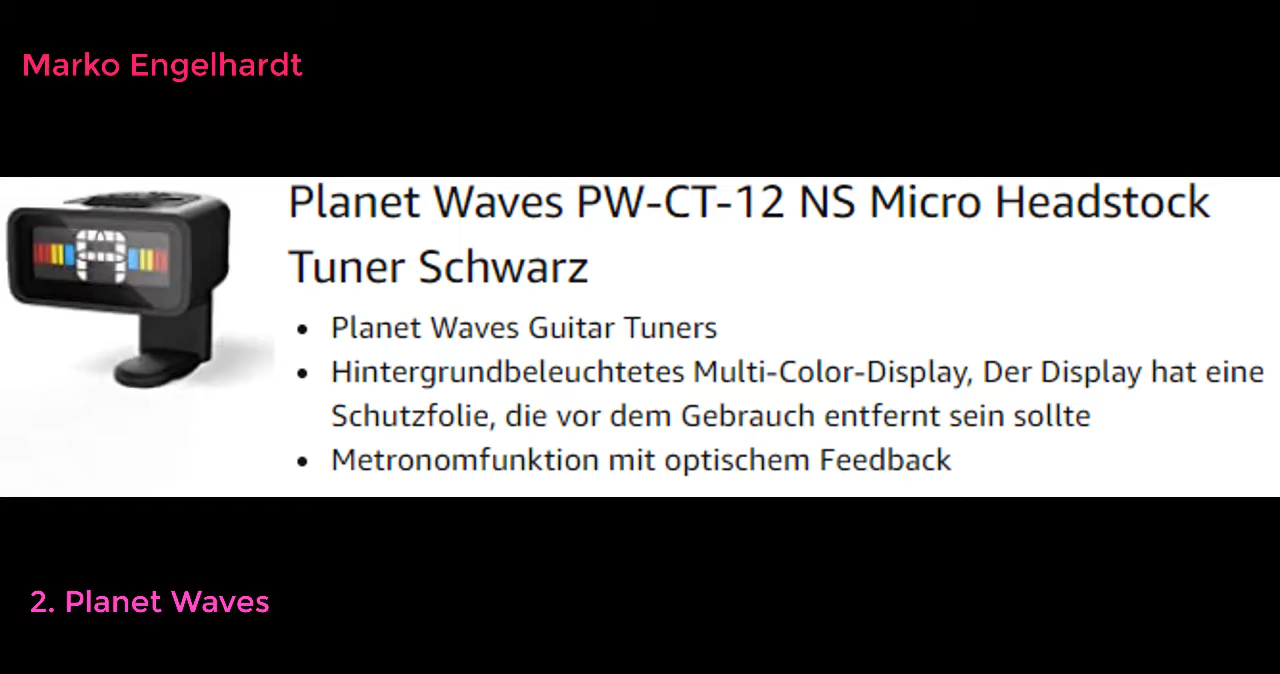 Marko Engelhardt
Planet Waves PW-CT-12 NS Micro Headstock
Tuner Schwarz
• Planet Waves Guitar Tuners
• Hintergrundbeleuchtetes Multi-Color-Display, Der Display hat eine
Schutzfolie, die vor dem Gebrauch entfernt sein sollte
• Metronomfunktion mit optischem Feedback
2. Planet Waves